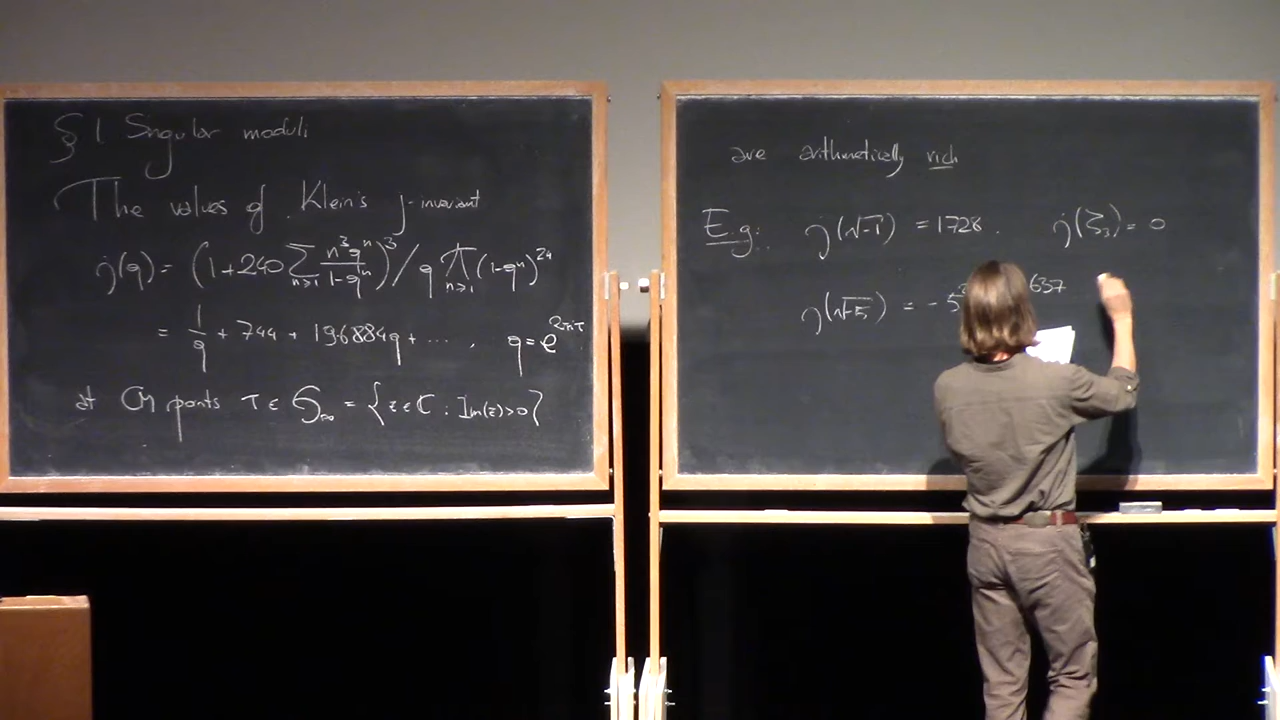 § 1 Singular moduli
The values of Klein's j-invariant
j(q) = (1+240 ∑_{n≥1} n³qⁿ/(1-qⁿ))³ / q ∏_{n≥1} (1-qⁿ)²⁴
= 1/q + 744 + 196884q + ⋯ , q = e^{2πiτ}
at CM points τ ∈ ℌ_∞ = {z ∈ ℂ : Im(z)>0}
are arithmetically rich
E.g: j(√-1) = 1728. j(ζ₃) = 0
j(√-5) = - 5 637